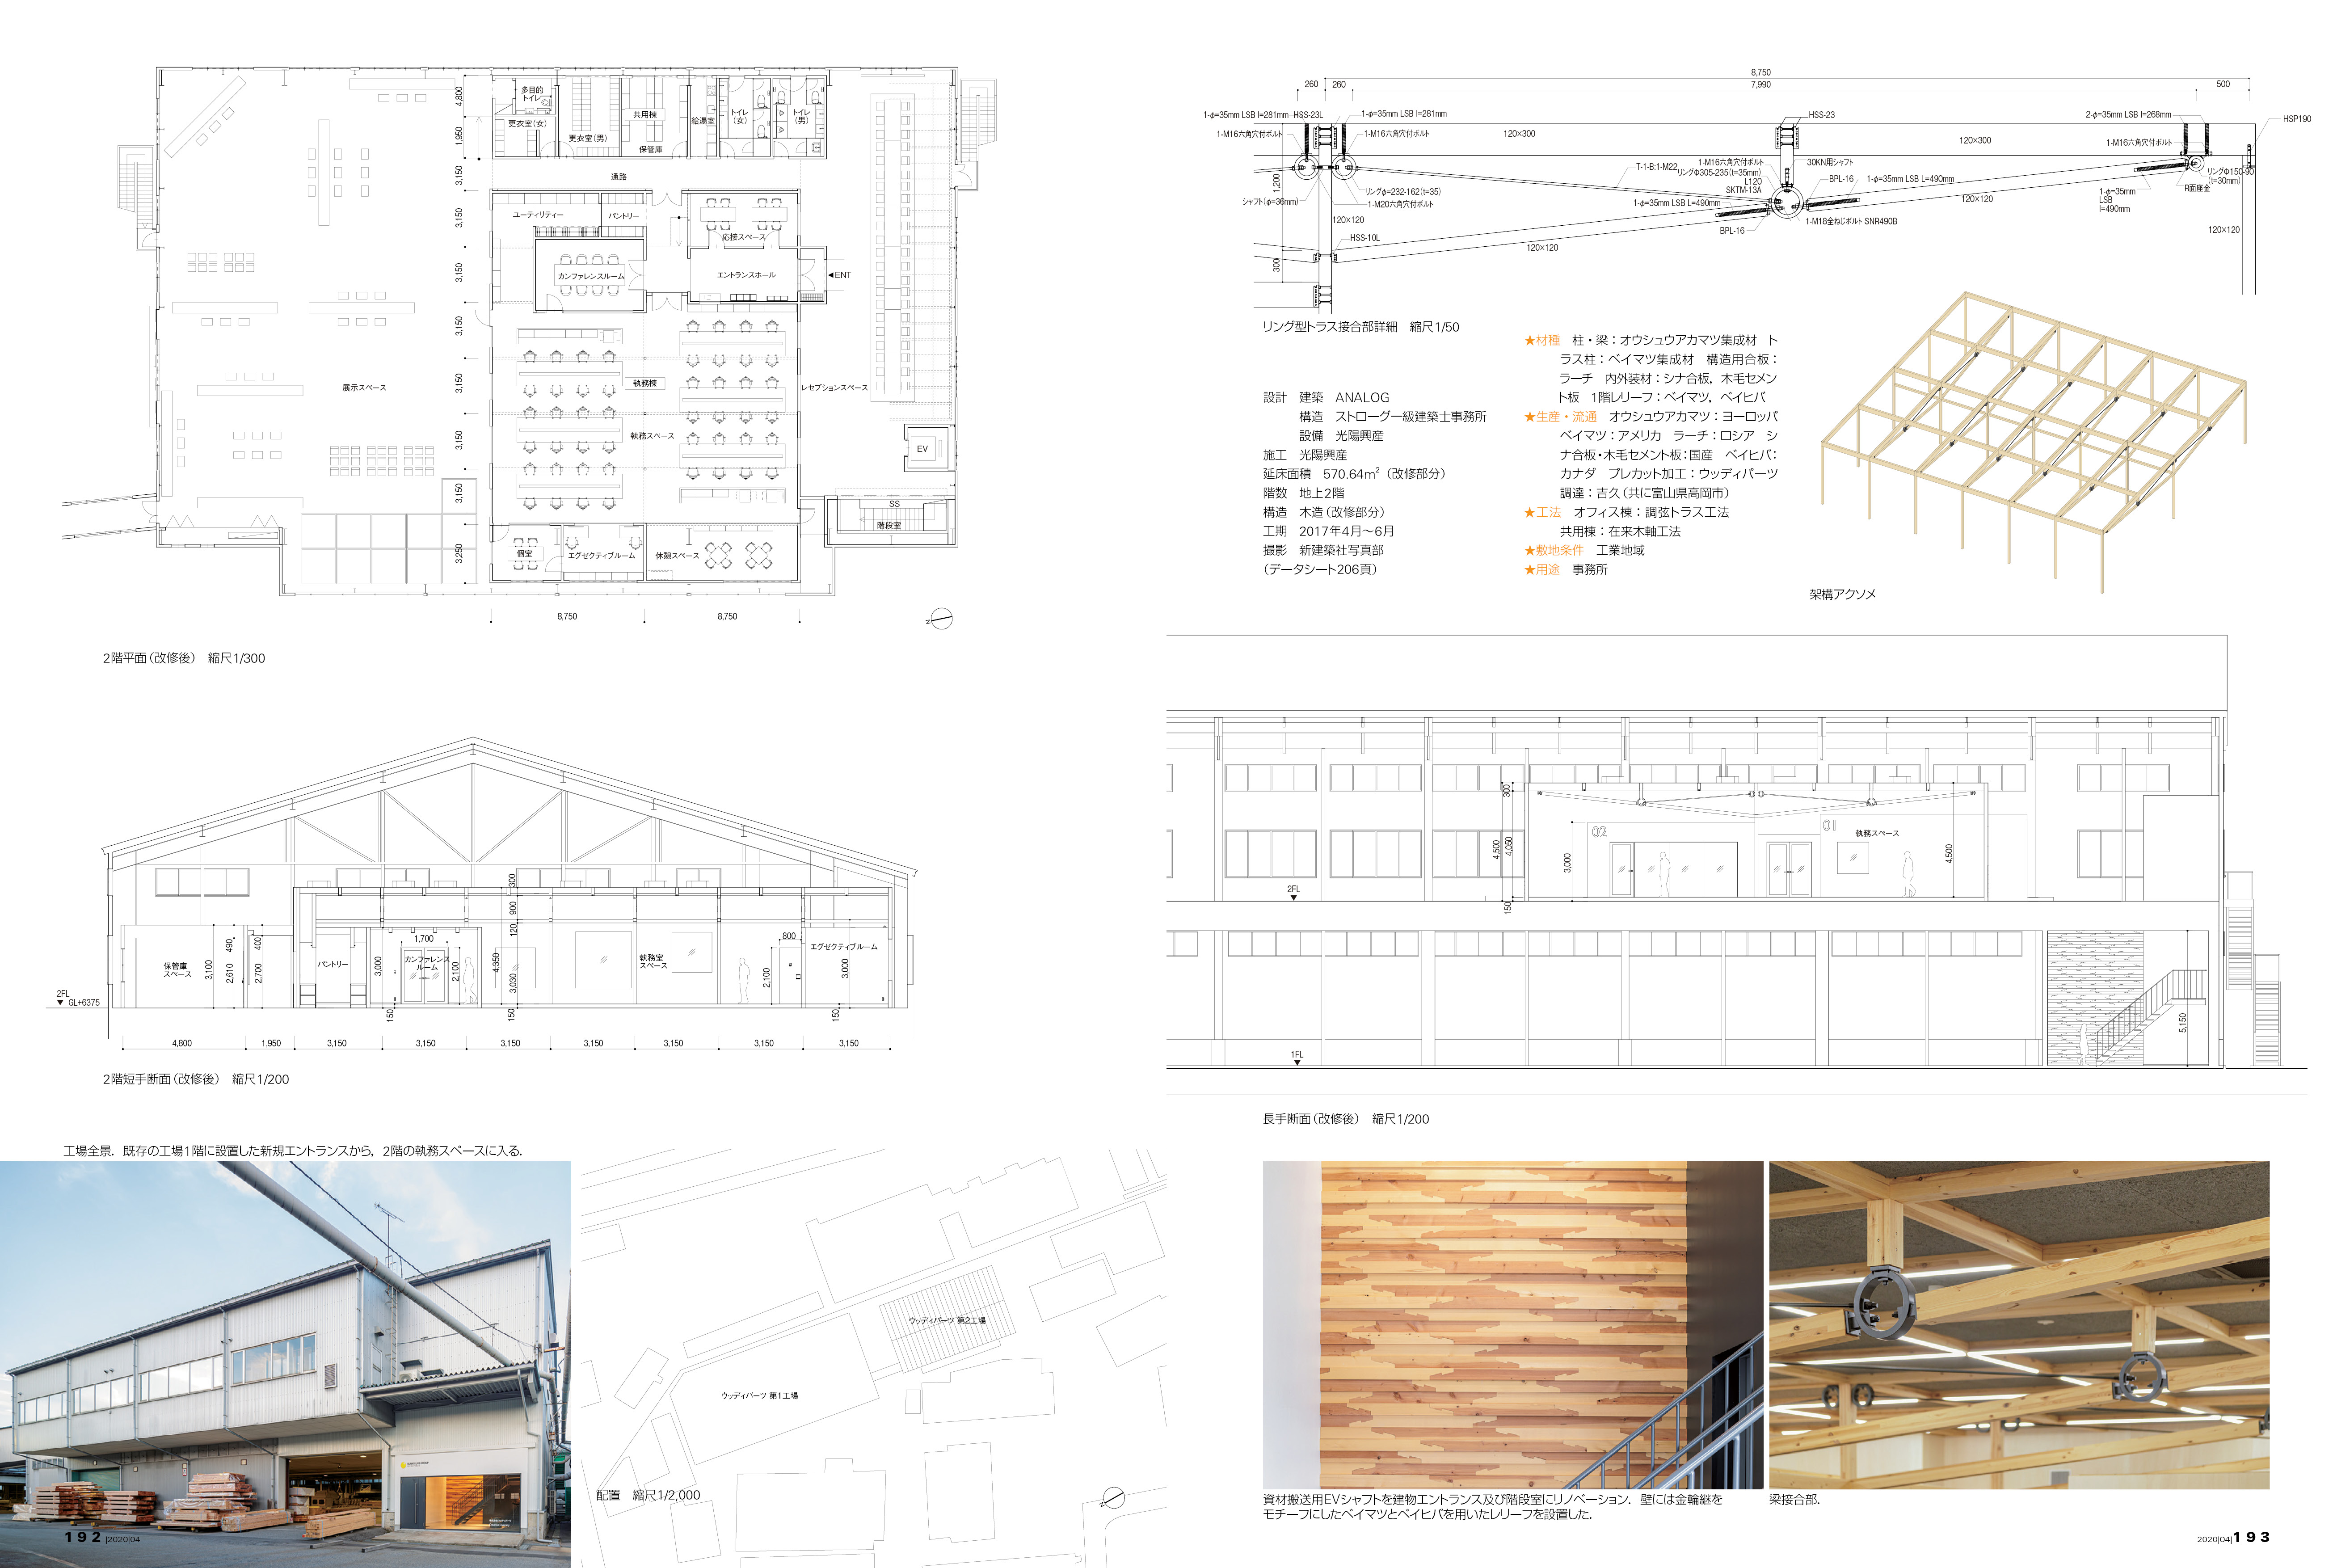 多目的
トイレ
更衣室(女)
更衣室(男)
共用棟
保管庫
給湯室
トイレ
(女)
トイレ
(男)
4,800
1,950
3,150
3,150
3,150
3,150
3,150
3,150
3,150
3,250
通路
ユーティリティー
パントリー
応接スペース
カンファレンスルーム
エントランスホール
◀ENT
展示スペース
執務棟
レセプションスペース
執務スペース
EV
SS
階段室
個室
エグゼクティブルーム
休憩スペース
8,750
8,750
N
2階平面(改修後) 縮尺1/300
300
900
120
1,700
800
490
400
3,100
2,610
2,700
3,000
2,100
4,350
3,030
2,100
3,000
保管庫
スペース
パントリー
カンファレンス
ルーム
執務室
スペース
エグゼクティブルーム
2FL
▼ GL+6375
150
150
150
4,800
1,950
3,150
3,150
3,150
3,150
3,150
3,150
3,150
2階短手断面(改修後) 縮尺1/200
工場全景.既存の工場1階に設置した新規エントランスから,2階の執務スペースに入る.
ウッディパーツ 第2工場
ウッディパーツ 第1工場
配置 縮尺1/2,000
N
192 |2020|04
8,750
260
260
7,990
500
1-φ=35mm LSB l=281mm
HSS-23L
1-φ=35mm LSB l=281mm
HSS-23
2-φ=35mm LSB l=268mm
HSP190
1-M16六角穴付ボルト
1-M16六角穴付ボルト
120×300
120×300
1-M16六角穴付ボルト
T-1-B:1-M22
1-M16六角穴付ボルト
リングφ305-235(t=35mm)
L120
SKTM-13A
30KN用シャフト
BPL-16
1-φ=35mm LSB L=490mm
リングφ150-90
(t=30mm)
R面座金
1,200
シャフト(φ=36mm)
リングφ=232-162(t=35)
1-M20六角穴付ボルト
1-φ=35mm LSB L=490mm
1-φ=35mm
LSB
l=490mm
120×120
120×120
BPL-16
1-M18全ねじボルト SNR490B
120×120
HSS-10L
120×120
300
リング型トラス接合部詳細 縮尺1/50
設計 建築 ANALOG
構造 ストローグ一級建築士事務所
設備 光陽興産
施工 光陽興産
延床面積 570.64m²(改修部分)
階数 地上2階
構造 木造(改修部分)
工期 2017年4月〜6月
撮影 新建築社写真部
(データシート206頁)
★材種 柱・梁:オウシュウアカマツ集成材 ト
ラス柱:ベイマツ集成材 構造用合板:
ラーチ 内外装材:シナ合板,木毛セメン
ト板 1階レリーフ:ベイマツ,ベイヒバ
★生産・流通 オウシュウアカマツ:ヨーロッパ
ベイマツ:アメリカ ラーチ:ロシア シ
ナ合板・木毛セメント板:国産 ベイヒバ:
カナダ プレカット加工:ウッディパーツ
調達:吉久(共に富山県高岡市)
★工法 オフィス棟:調弦トラス工法
共用棟:在来木軸工法
★敷地条件 工業地域
★用途 事務所
架構アクソメ
300
4,500
4,050
3,000
4,500
02
01
執務スペース
2FL
▼
150
1FL
▼
5,150
長手断面(改修後) 縮尺1/200
資材搬送用EVシャフトを建物エントランス及び階段室にリノベーション.壁には金輪継を
モチーフにしたベイマツとベイヒバを用いたレリーフを設置した.
梁接合部.
2020|04| 193